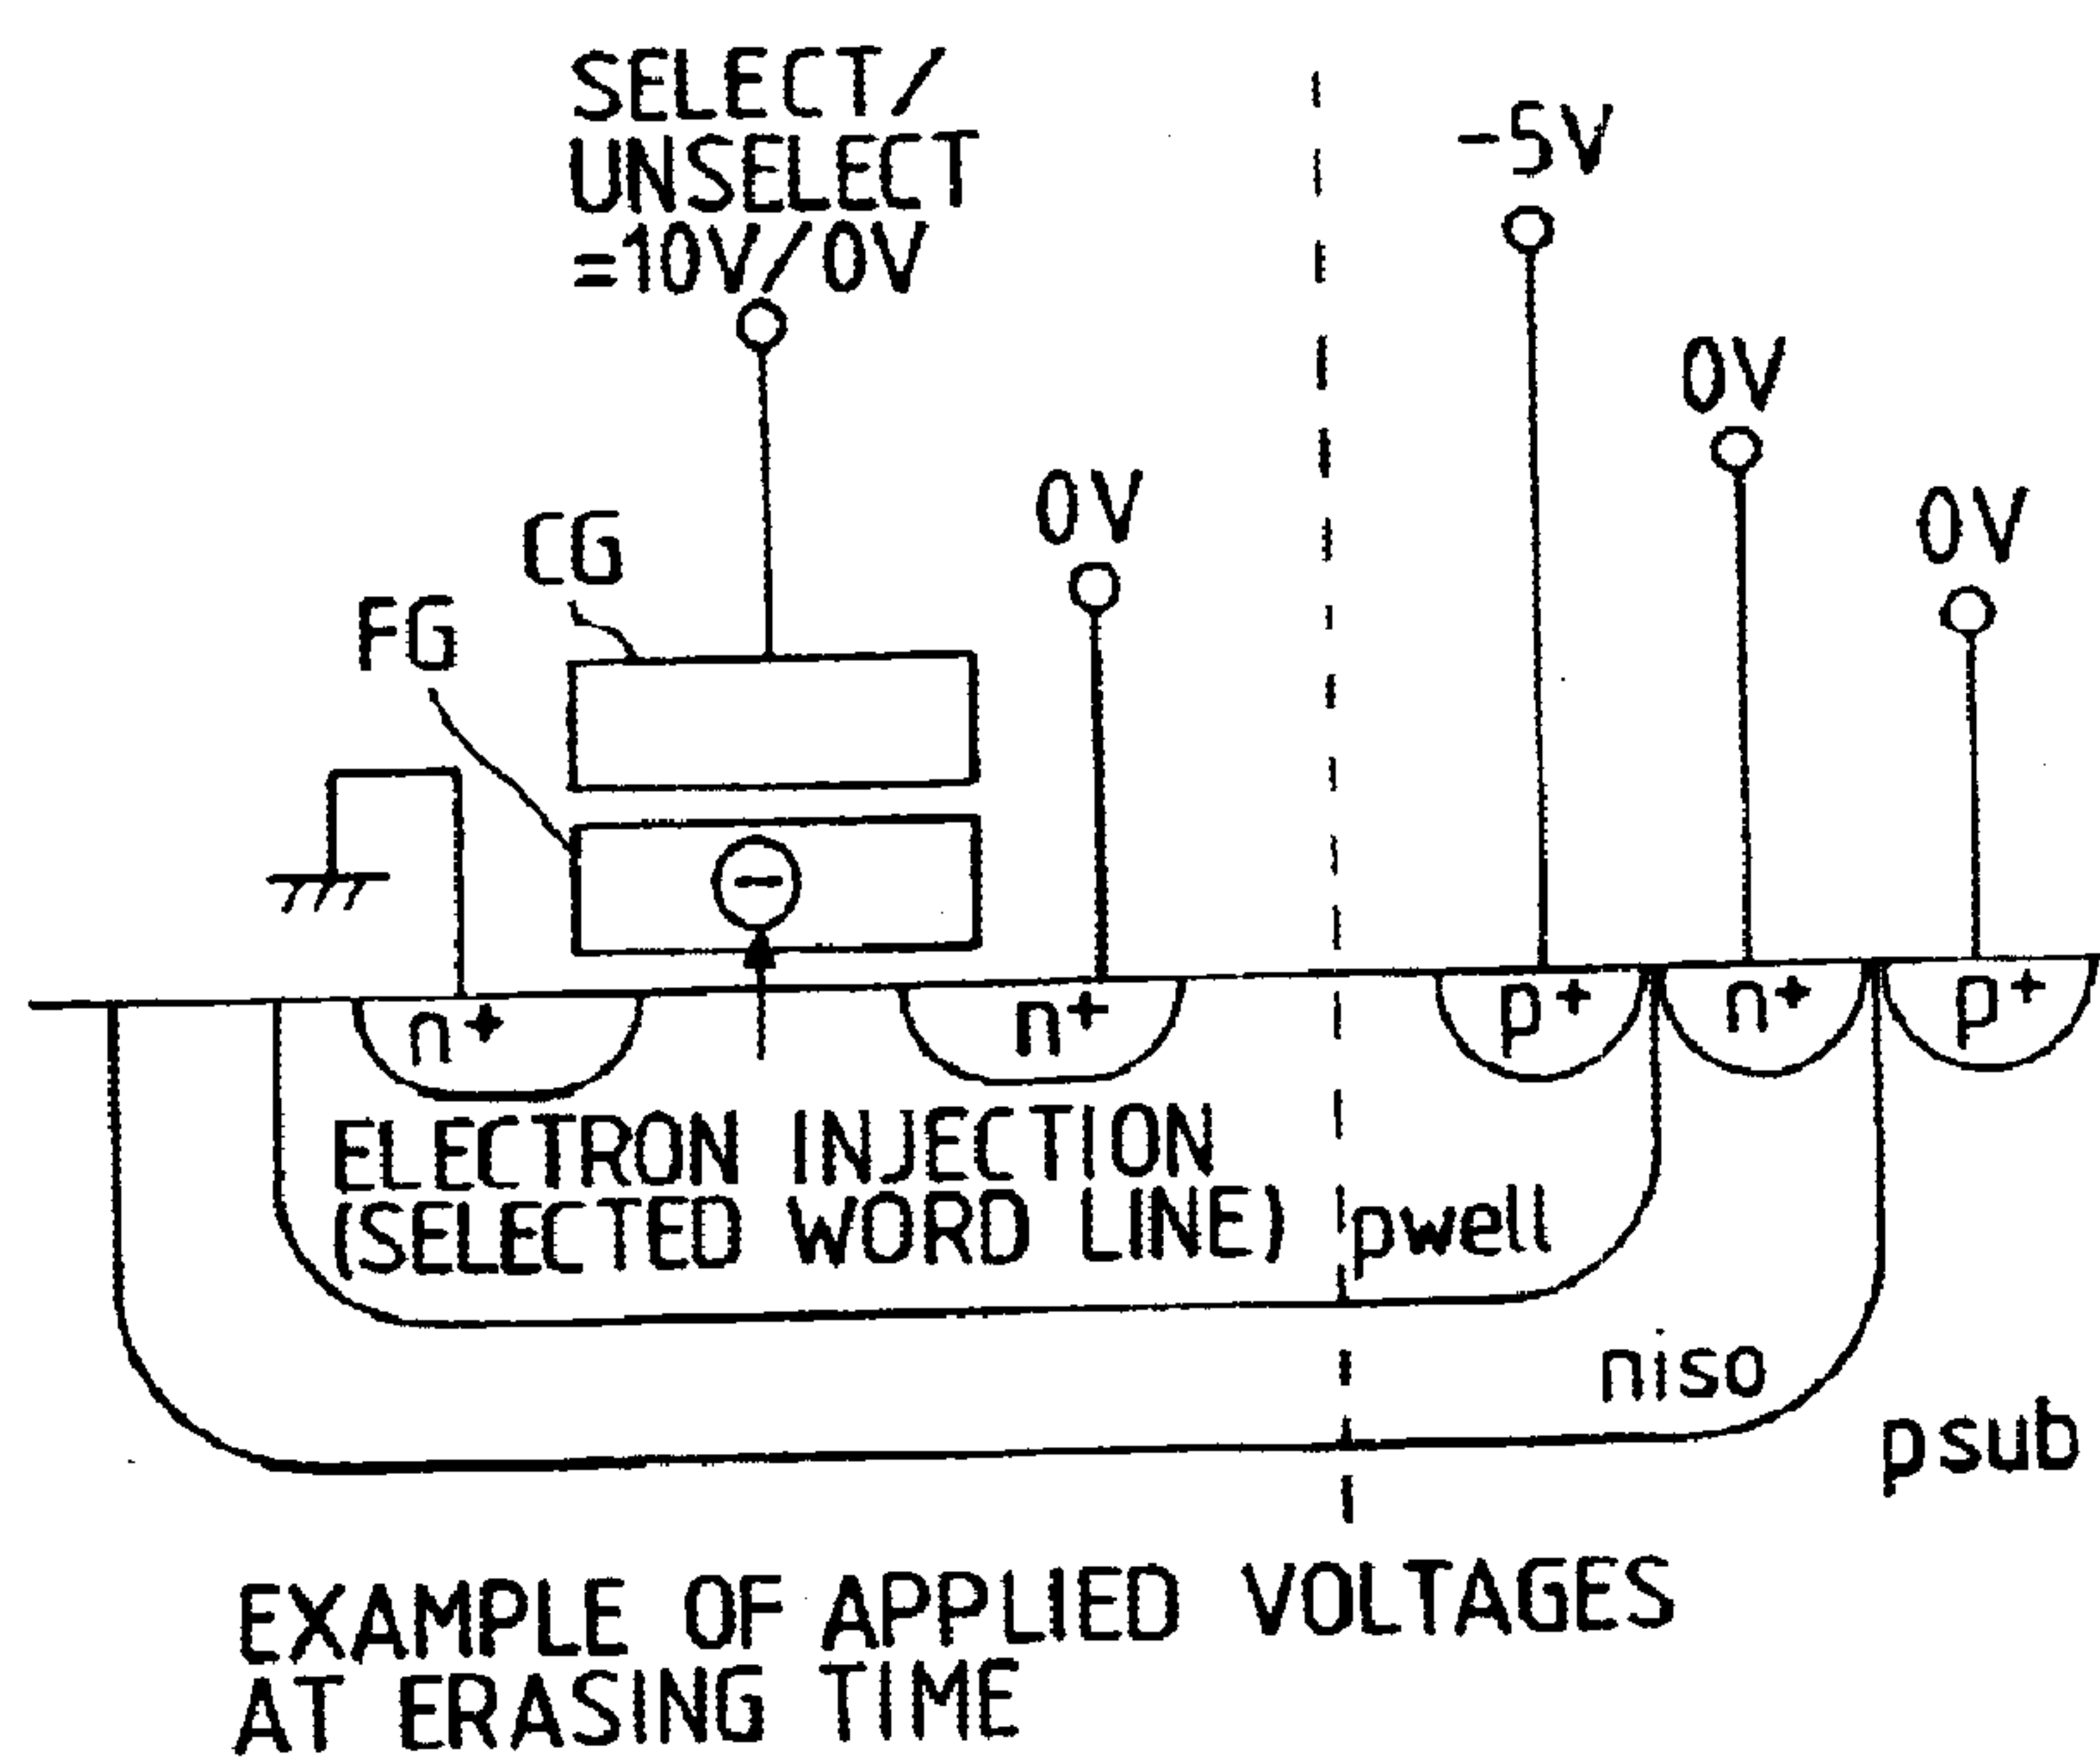 SELECT/
UNSELECT
=10V/0V
-5V
0V
0V
0V
CG
FG
n+
n+
p+
n+
p+
ELECTRON INJECTION
(SELECTED WORD LINE)
pwell
niso
psub
EXAMPLE OF APPLIED VOLTAGES
AT ERASING TIME